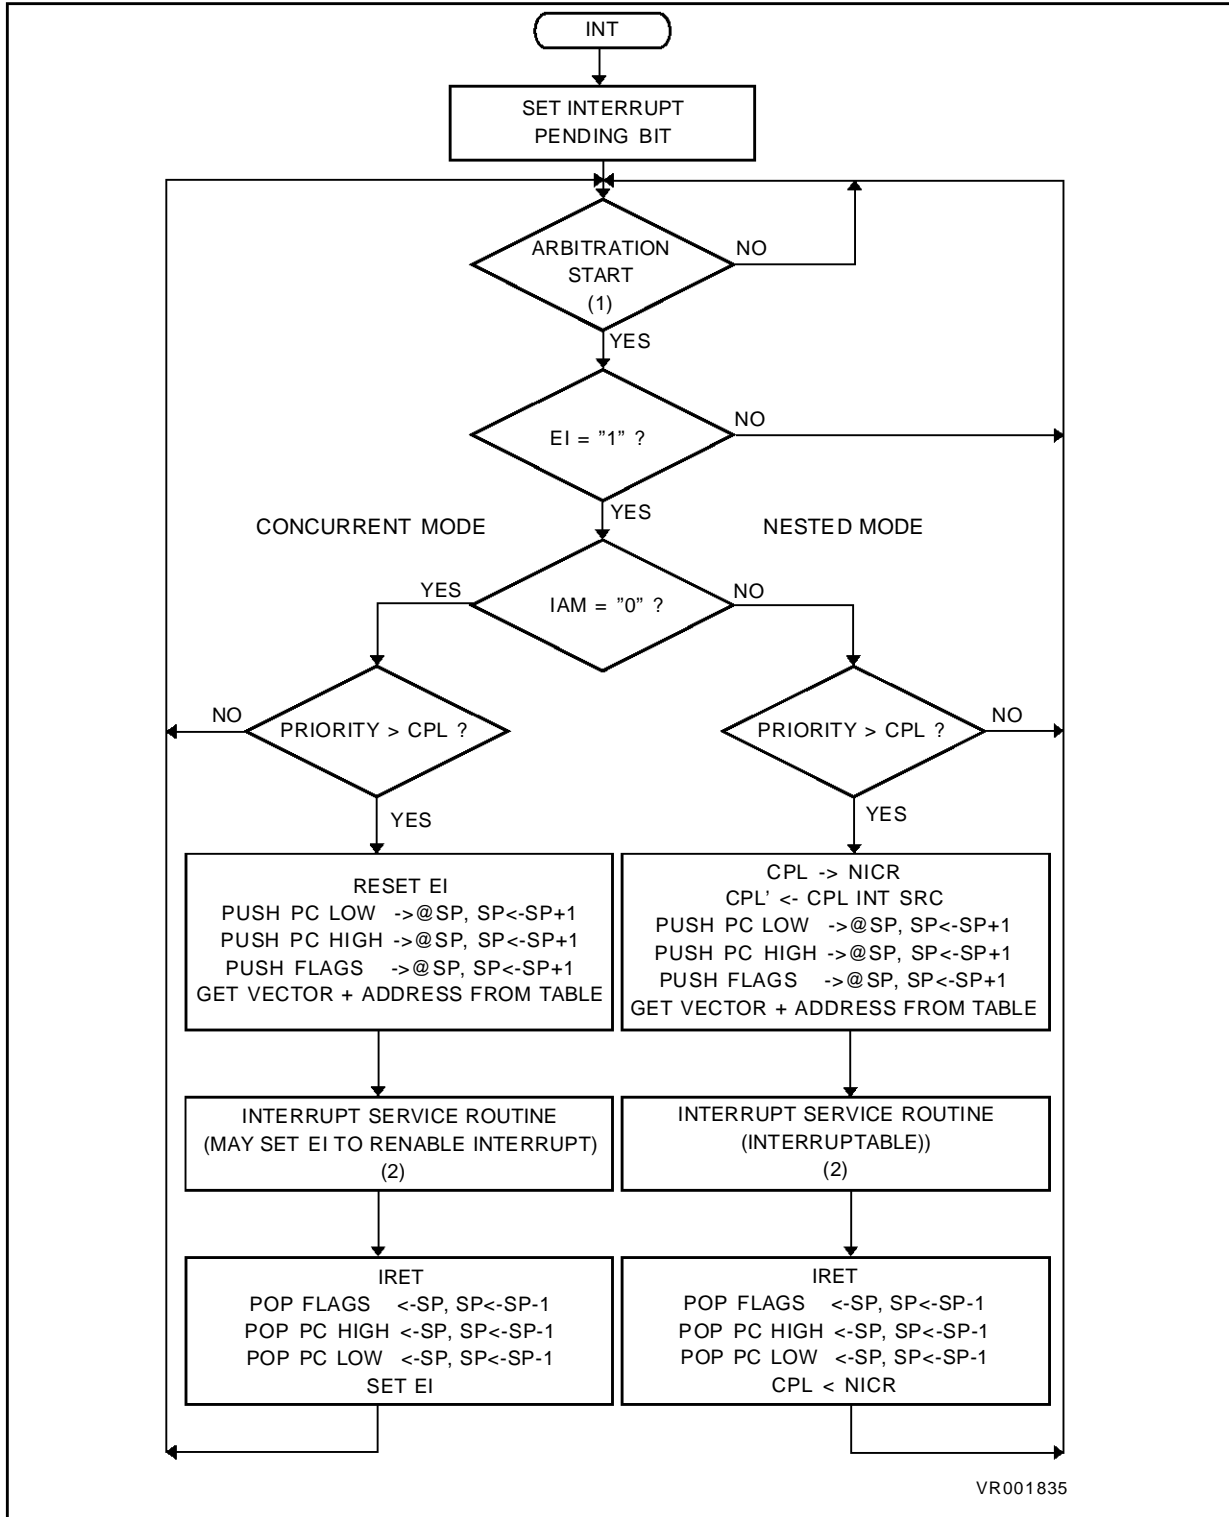 INT
SET INTERRUPT
PENDING BIT
ARBITRATION
START
(1)
NO
YES
EI = ”1” ?
NO
YES
CONCURRENT MODE
NESTED MODE
YES
IAM = ”0” ?
NO
NO
PRIORITY > CPL ?
PRIORITY > CPL ?
NO
YES
YES
RESET EI
PUSH PC LOW ->@SP, SP<-SP+1
PUSH PC HIGH ->@SP, SP<-SP+1
PUSH FLAGS ->@SP, SP<-SP+1
GET VECTOR + ADDRESS FROM TABLE
CPL -> NICR
CPL’ <- CPL INT SRC
PUSH PC LOW ->@SP, SP<-SP+1
PUSH PC HIGH ->@SP, SP<-SP+1
PUSH FLAGS ->@SP, SP<-SP+1
GET VECTOR + ADDRESS FROM TABLE
INTERRUPT SERVICE ROUTINE
(MAY SET EI TO RENABLE INTERRUPT)
(2)
INTERRUPT SERVICE ROUTINE
(INTERRUPTABLE))
(2)
IRET
POP FLAGS <-SP, SP<-SP-1
POP PC HIGH <-SP, SP<-SP-1
POP PC LOW <-SP, SP<-SP-1
SET EI
IRET
POP FLAGS <-SP, SP<-SP-1
POP PC HIGH <-SP, SP<-SP-1
POP PC LOW <-SP, SP<-SP-1
CPL < NICR
VR001835